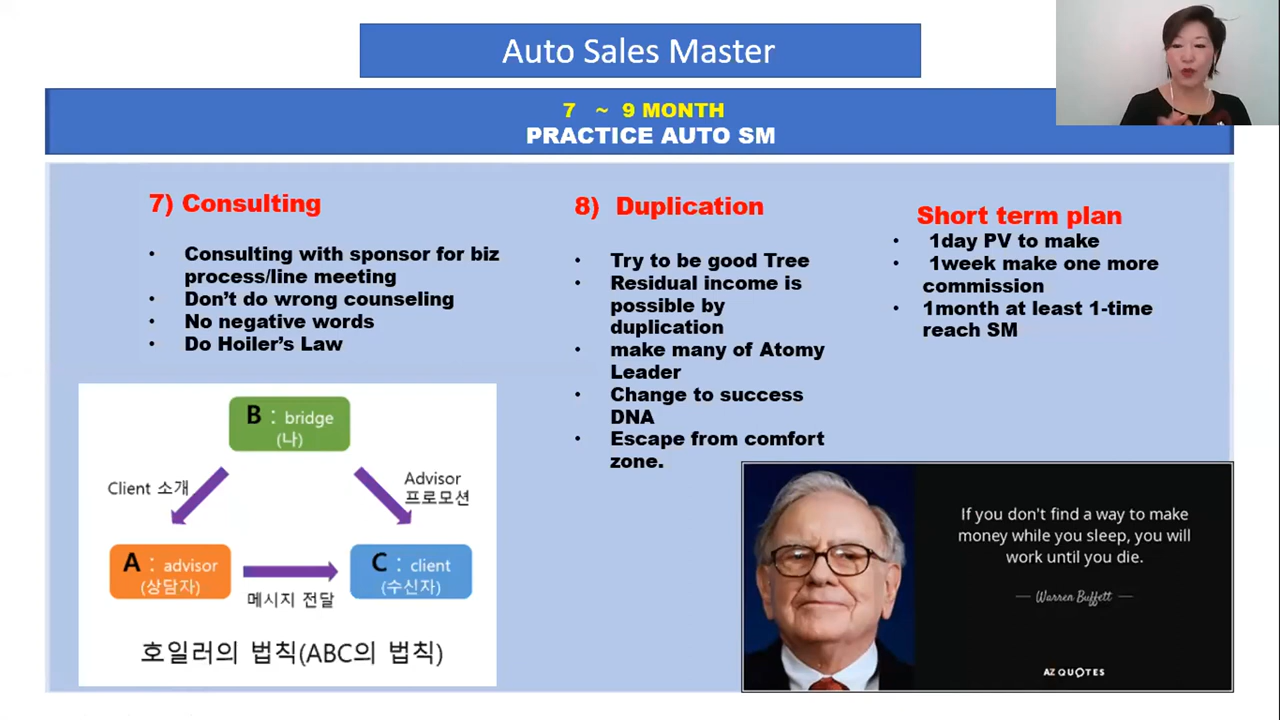 Auto Sales Master
7 ~ 9 MONTH
PRACTICE AUTO SM
7) Consulting
• Consulting with sponsor for biz
process/line meeting
• Don't do wrong counseling
• No negative words
• Do Hoiler's Law
B : bridge
(나)
Client 소개
Advisor
프로모션
A : advisor
(상담자)
C : client
(수신자)
메시지 전달
호일러의 법칙(ABC의 법칙)
8) Duplication
• Try to be good Tree
• Residual income is
possible by
duplication
• make many of Atomy
Leader
• Change to success
DNA
• Escape from comfort
zone.
Short term plan
• 1day PV to make
• 1week make one more
commission
• 1month at least 1-time
reach SM
If you don't find a way to make
money while you sleep, you will
work until you die.
— Warren Buffett —
AZ QUOTES